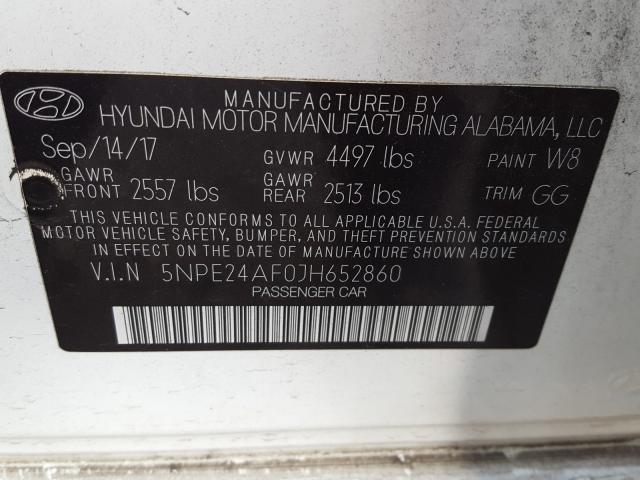 MANUFACTURED BY
HYUNDAI MOTOR MANUFACTURING ALABAMA, LLC
Sep/14/17 GVWR 4497 lbs PAINT W8
GAWR FRONT 2557 lbs GAWR REAR 2513 lbs TRIM GG
THIS VEHICLE CONFORMS TO ALL APPLICABLE U.S.A. FEDERAL
MOTOR VEHICLE SAFETY, BUMPER, AND THEFT PREVENTION STANDARDS
IN EFFECT ON THE DATE OF MANUFACTURE SHOWN ABOVE
V.I.N 5NPE24AF0JH652860
PASSENGER CAR